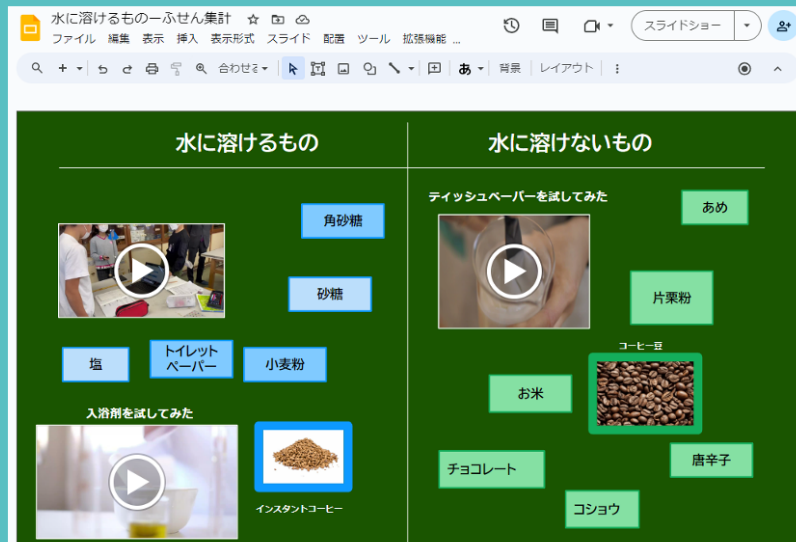 水に溶けるものーふせん集計
ファイル 編集 表示 挿入 表示形式 スライド 配置 ツール 拡張機能 ...
スライドショー
合わせる
あ
背景
レイアウト
水に溶けるもの
角砂糖
砂糖
塩
トイレット
ペーパー
小麦粉
入浴剤を試してみた
インスタントコーヒー
水に溶けないもの
ティッシュペーパーを試してみた
あめ
片栗粉
コーヒー豆
お米
チョコレート
唐辛子
コショウ